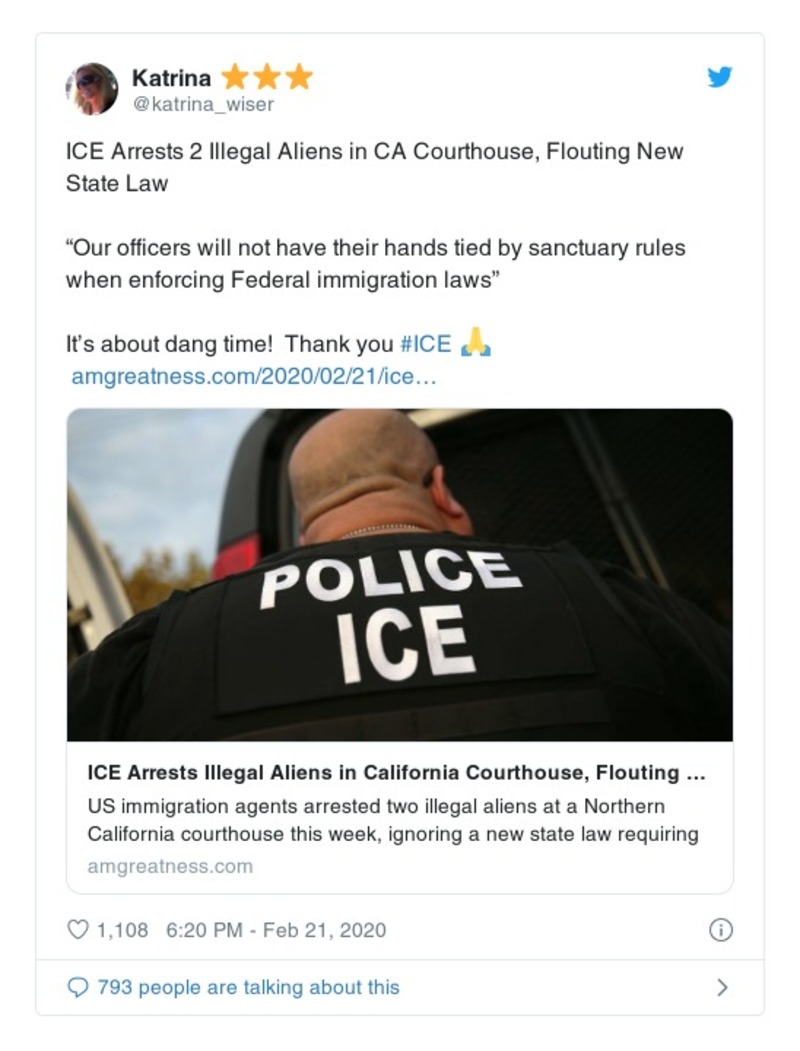 Katrina ⭐⭐⭐
@katrina_wiser
ICE Arrests 2 Illegal Aliens in CA Courthouse, Flouting New
State Law
“Our officers will not have their hands tied by sanctuary rules
when enforcing Federal immigration laws”
It’s about dang time!  Thank you #ICE 🙏
amgreatness.com/2020/02/21/ice…
POLICE
ICE
ICE Arrests Illegal Aliens in California Courthouse, Flouting ...
US immigration agents arrested two illegal aliens at a Northern
California courthouse this week, ignoring a new state law requiring
amgreatness.com
1,108 6:20 PM - Feb 21, 2020
793 people are talking about this